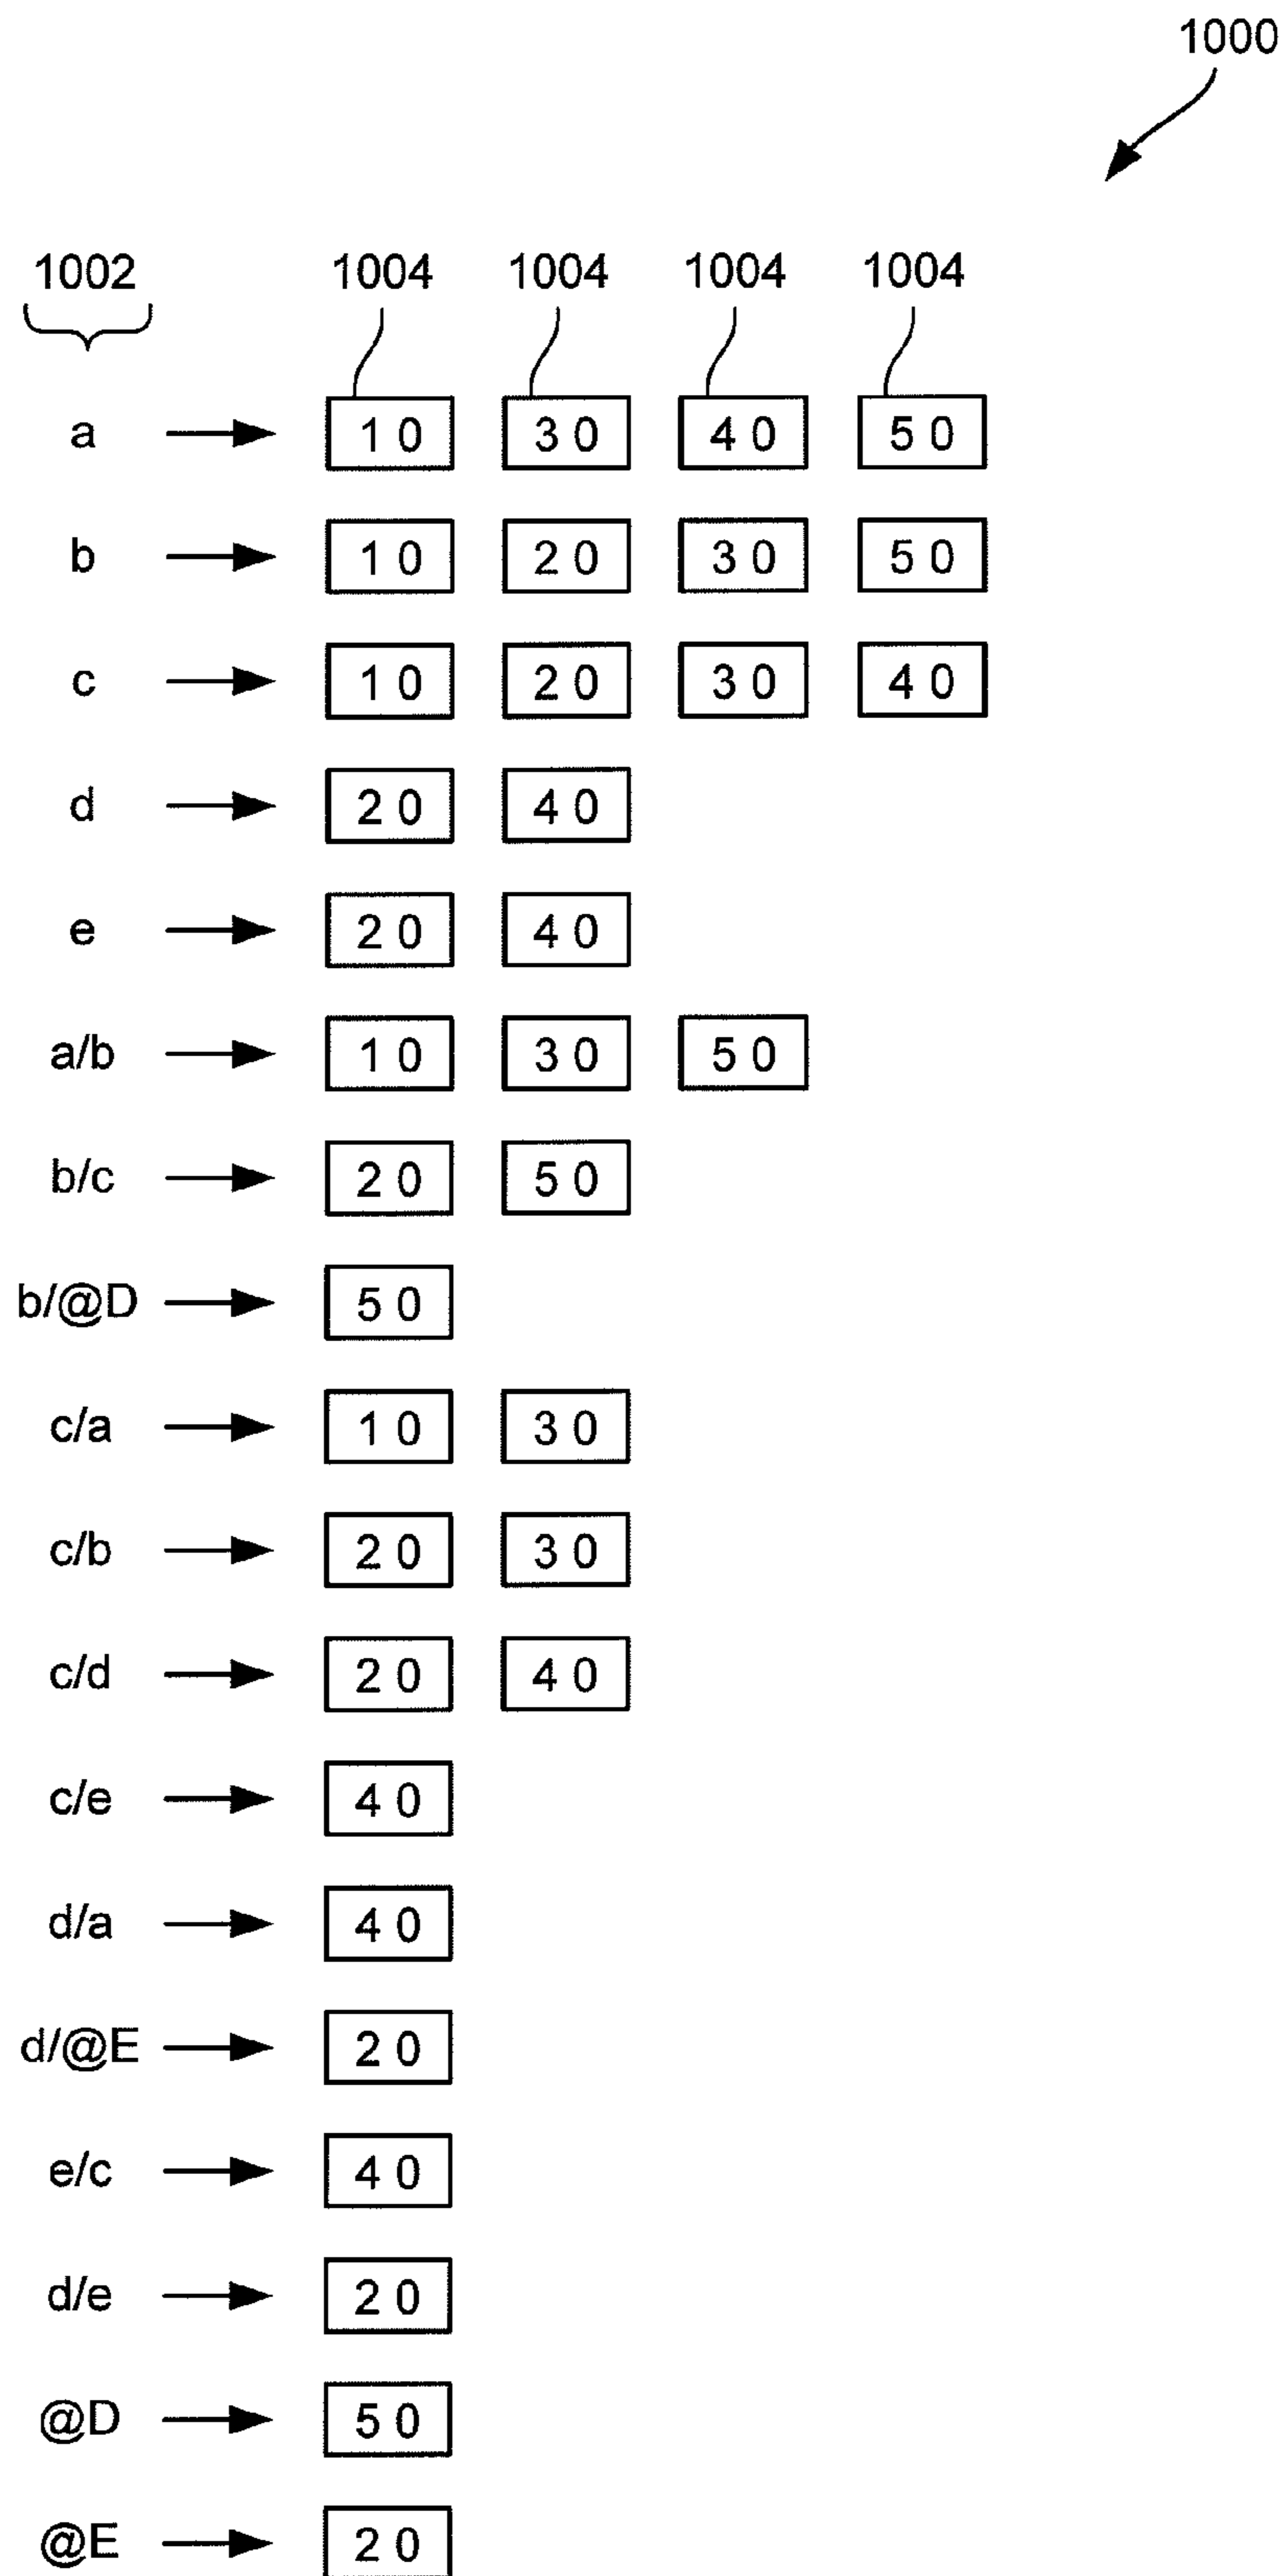 1000
1002 1004 1004 1004 1004
a 10 30 40 50
b 10 20 30 50
c 10 20 30 40
d 20 40
e 20 40
a/b 10 30 50
b/c 20 50
b/@D 50
c/a 10 30
c/b 20 30
c/d 20 40
c/e 40
d/a 40
d/@E 20
e/c 40
d/e 20
@D 50
@E 20